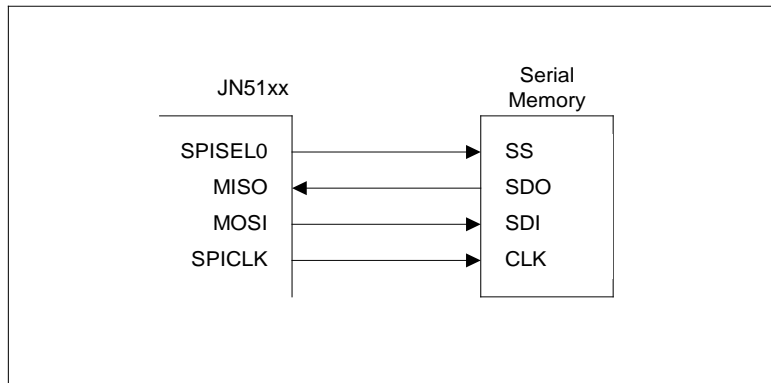 JN51xx
Serial
Memory
SPISEL0
SS
MISO
SDO
MOSI
SDI
SPICLK
CLK